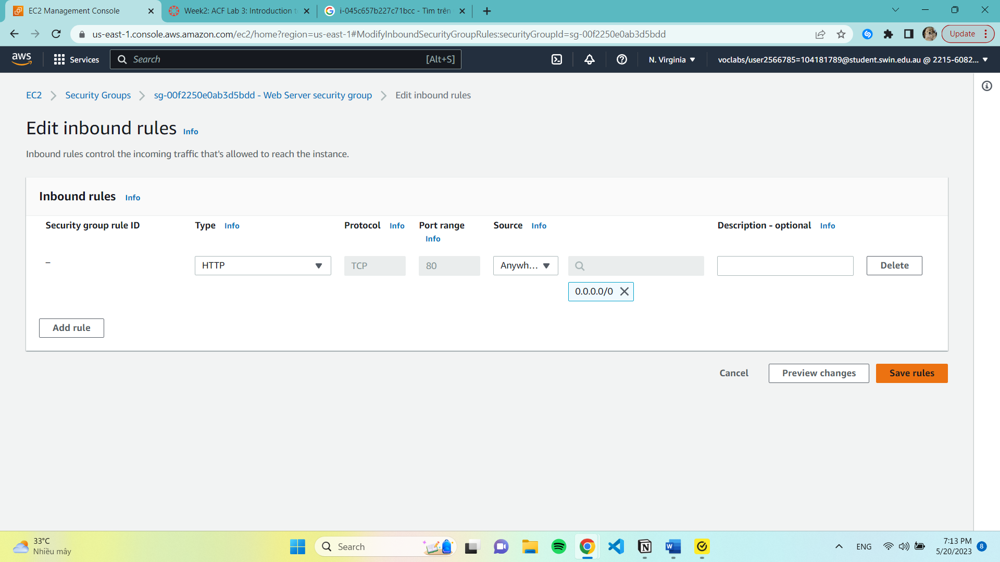 EC2 Management Console
Week2: ACF Lab 3: Introduction t
i-045c657b227c71bcc - Tìm trên
us-east-1.console.aws.amazon.com/ec2/home?region=us-east-1#ModifyInboundSecurityGroupRules:securityGroupId=sg-00f2250e0ab3d5bdd
Update
aws
Services
Search
[Alt+S]
N. Virginia
voclabs/user2566785=104181789@student.swin.edu.au @ 2215-6082...
EC2
Security Groups
sg-00f2250e0ab3d5bdd - Web Server security group
Edit inbound rules
Edit inbound rules Info
Inbound rules control the incoming traffic that's allowed to reach the instance.
Inbound rules Info
Security group rule ID
Type Info
Protocol Info
Port range
Info
Source Info
Description - optional Info
–
HTTP
TCP
80
Anywh...
0.0.0.0/0
Delete
Add rule
Cancel
Preview changes
Save rules
33°C
Nhiều mây
Search
ENG
7:13 PM
5/20/2023
8